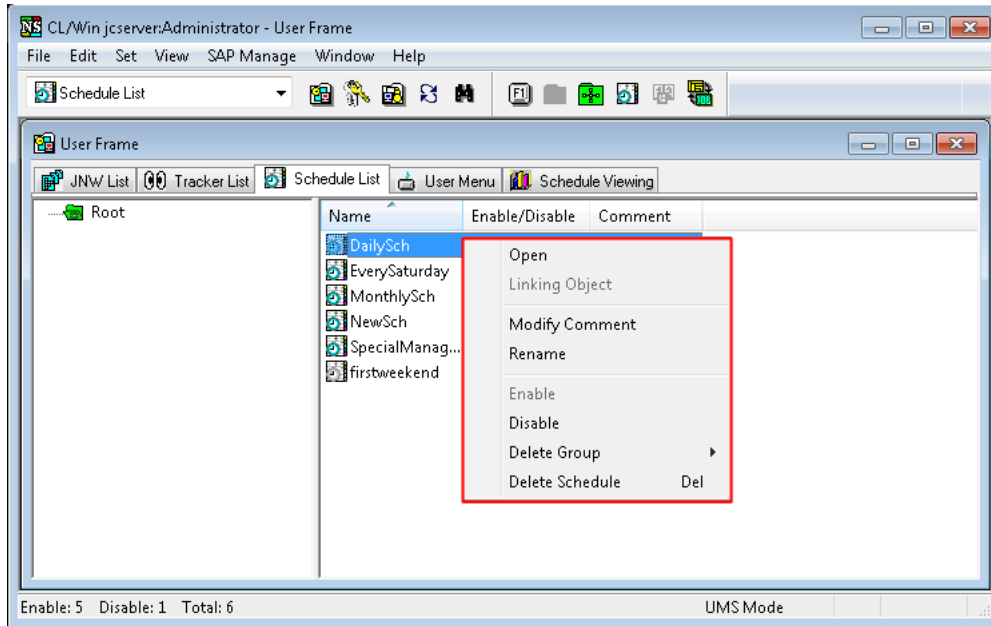 CL/Win jcserver:Administrator - User Frame
File Edit Set View SAP Manage Window Help
Schedule List
F1
User Frame
JNW List Tracker List Schedule List User Menu Schedule Viewing
Root
Name Enable/Disable Comment
DailySch
EverySaturday
MonthlySch
NewSch
SpecialManag...
firstweekend
Open
Linking Object
Modify Comment
Rename
Enable
Disable
Delete Group
Delete Schedule Del
Enable: 5 Disable: 1 Total: 6 UMS Mode